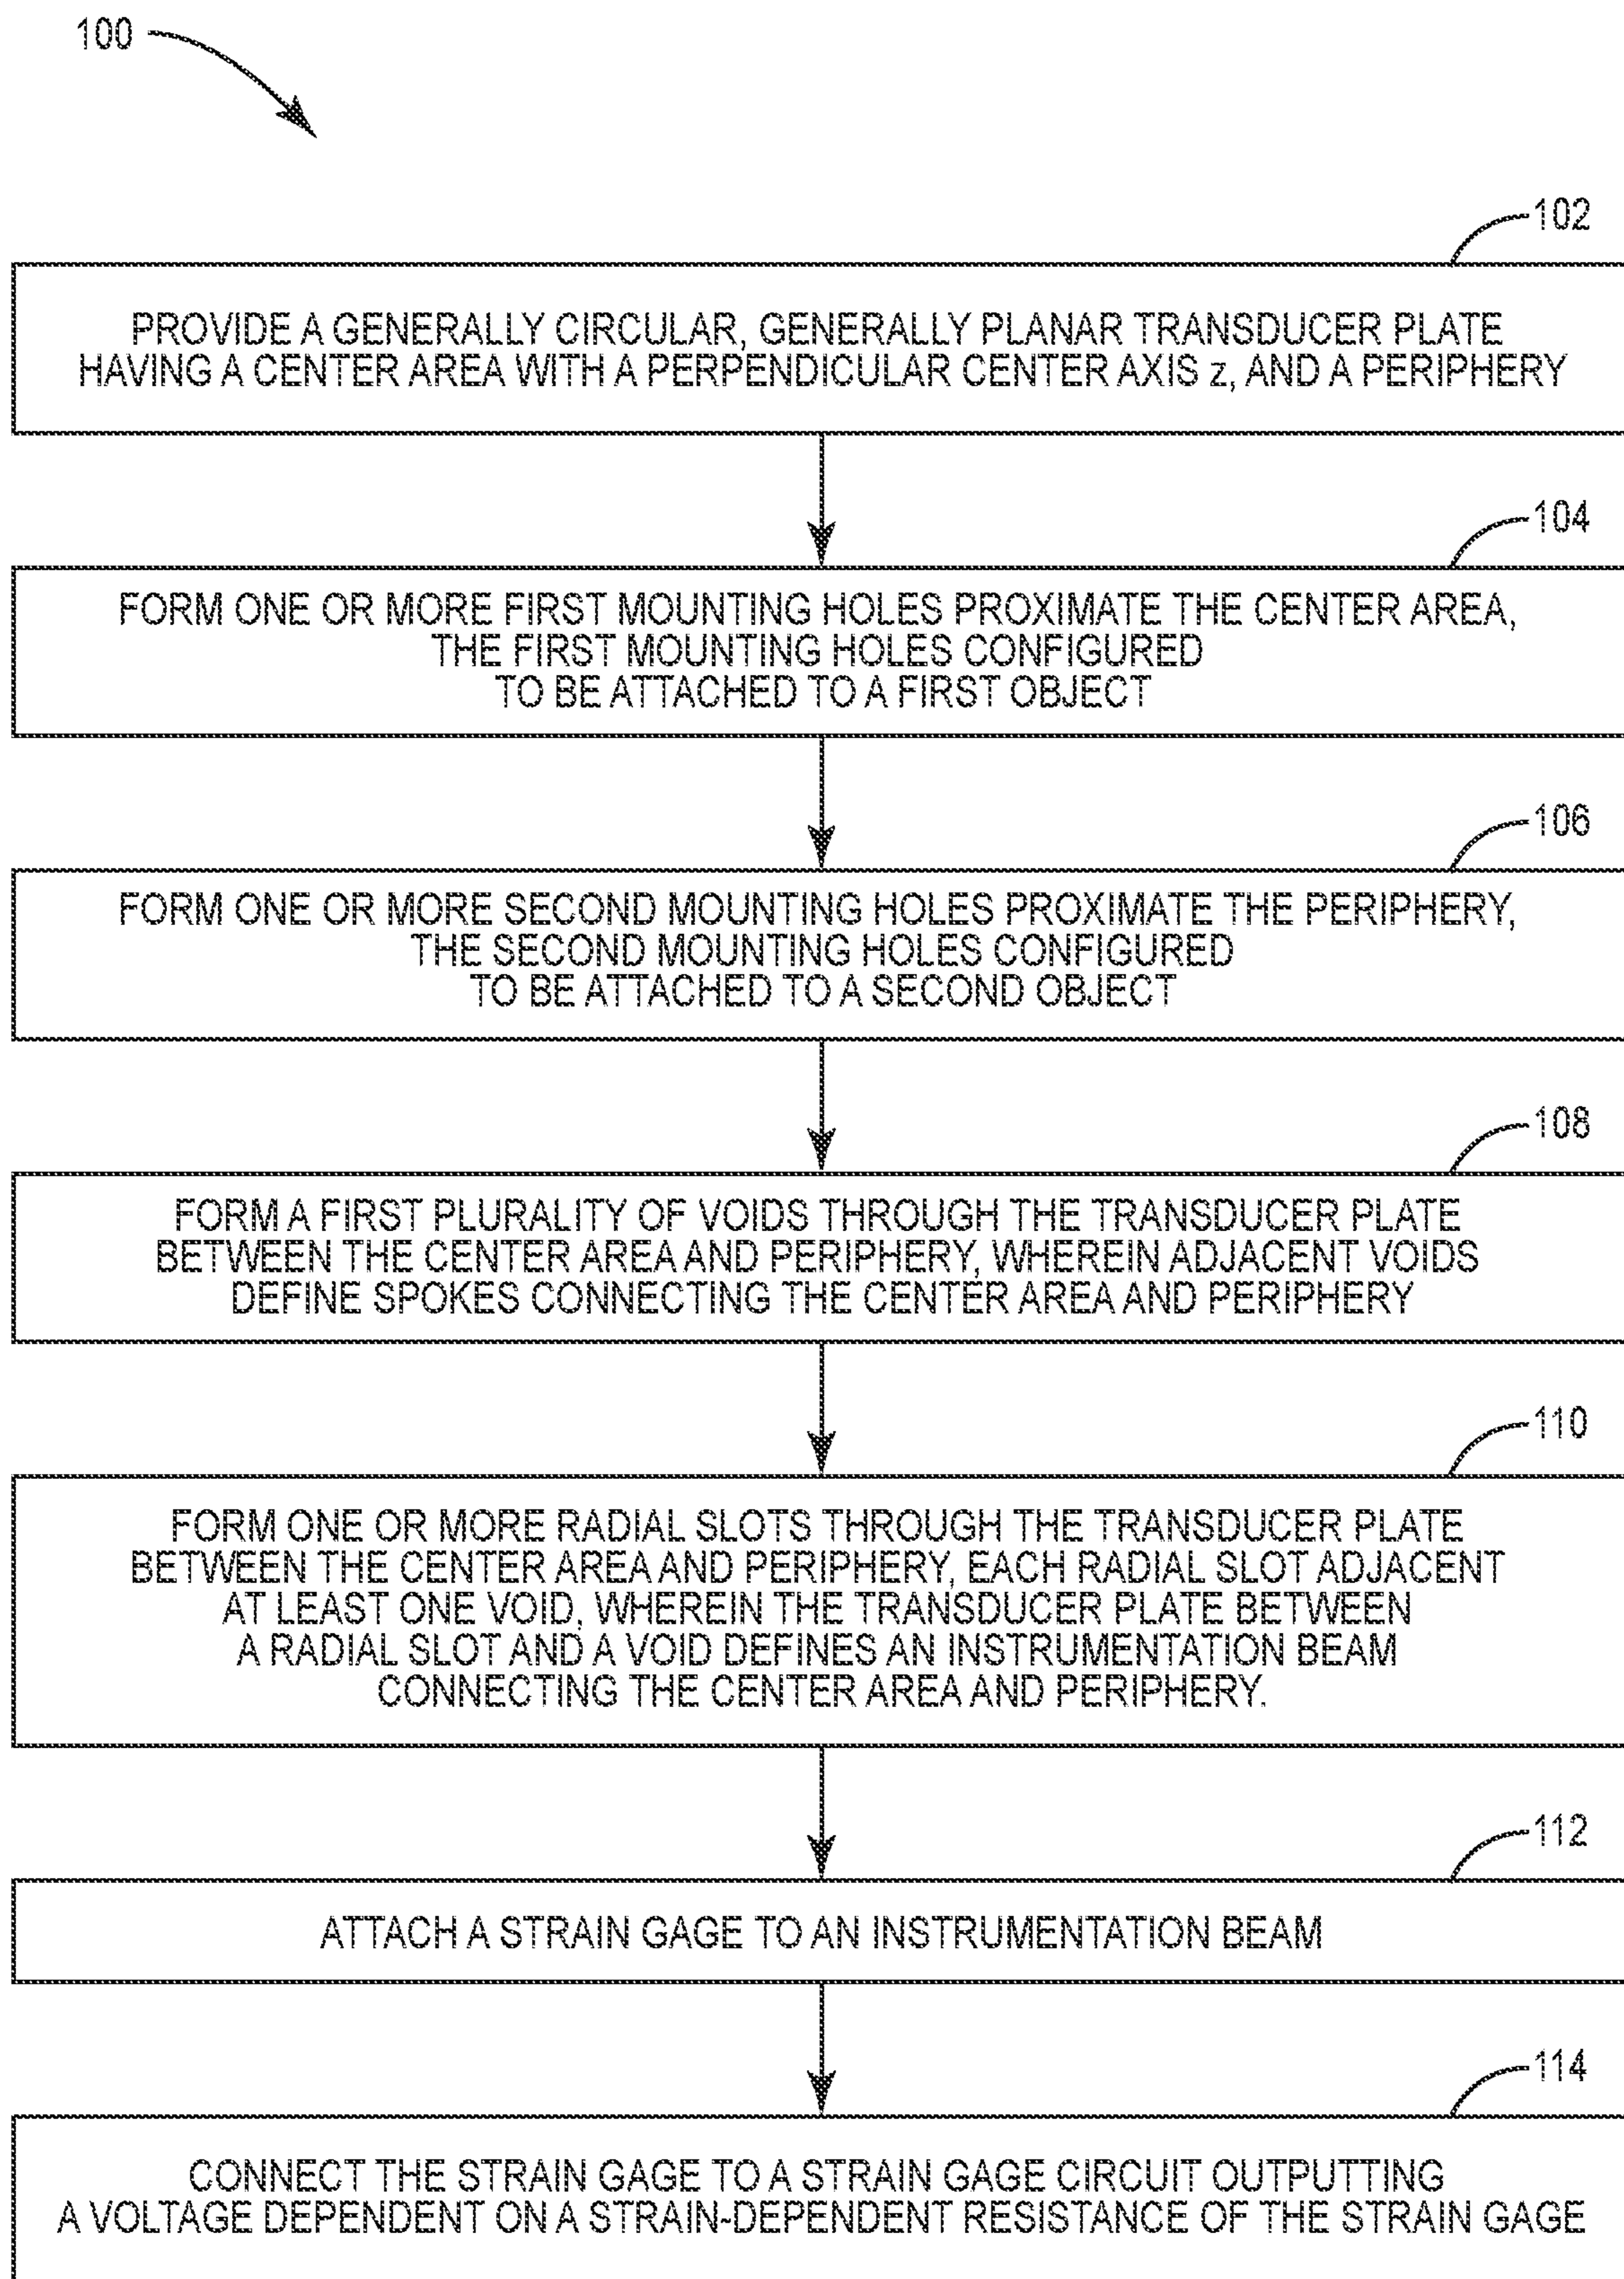 100
102
PROVIDE A GENERALLY CIRCULAR, GENERALLY PLANAR TRANSDUCER PLATE
HAVING A CENTER AREA WITH A PERPENDICULAR CENTER AXIS z, AND A PERIPHERY
104
FORM ONE OR MORE FIRST MOUNTING HOLES PROXIMATE THE CENTER AREA,
THE FIRST MOUNTING HOLES CONFIGURED
TO BE ATTACHED TO A FIRST OBJECT
106
FORM ONE OR MORE SECOND MOUNTING HOLES PROXIMATE THE PERIPHERY,
THE SECOND MOUNTING HOLES CONFIGURED
TO BE ATTACHED TO A SECOND OBJECT
108
FORM A FIRST PLURALITY OF VOIDS THROUGH THE TRANSDUCER PLATE
BETWEEN THE CENTER AREA AND PERIPHERY, WHEREIN ADJACENT VOIDS
DEFINE SPOKES CONNECTING THE CENTER AREA AND PERIPHERY
110
FORM ONE OR MORE RADIAL SLOTS THROUGH THE TRANSDUCER PLATE
BETWEEN THE CENTER AREA AND PERIPHERY, EACH RADIAL SLOT ADJACENT
AT LEAST ONE VOID, WHEREIN THE TRANSDUCER PLATE BETWEEN
A RADIAL SLOT AND A VOID DEFINES AN INSTRUMENTATION BEAM
CONNECTING THE CENTER AREA AND PERIPHERY.
112
ATTACH A STRAIN GAGE TO AN INSTRUMENTATION BEAM
114
CONNECT THE STRAIN GAGE TO A STRAIN GAGE CIRCUIT OUTPUTTING
A VOLTAGE DEPENDENT ON A STRAIN-DEPENDENT RESISTANCE OF THE STRAIN GAGE